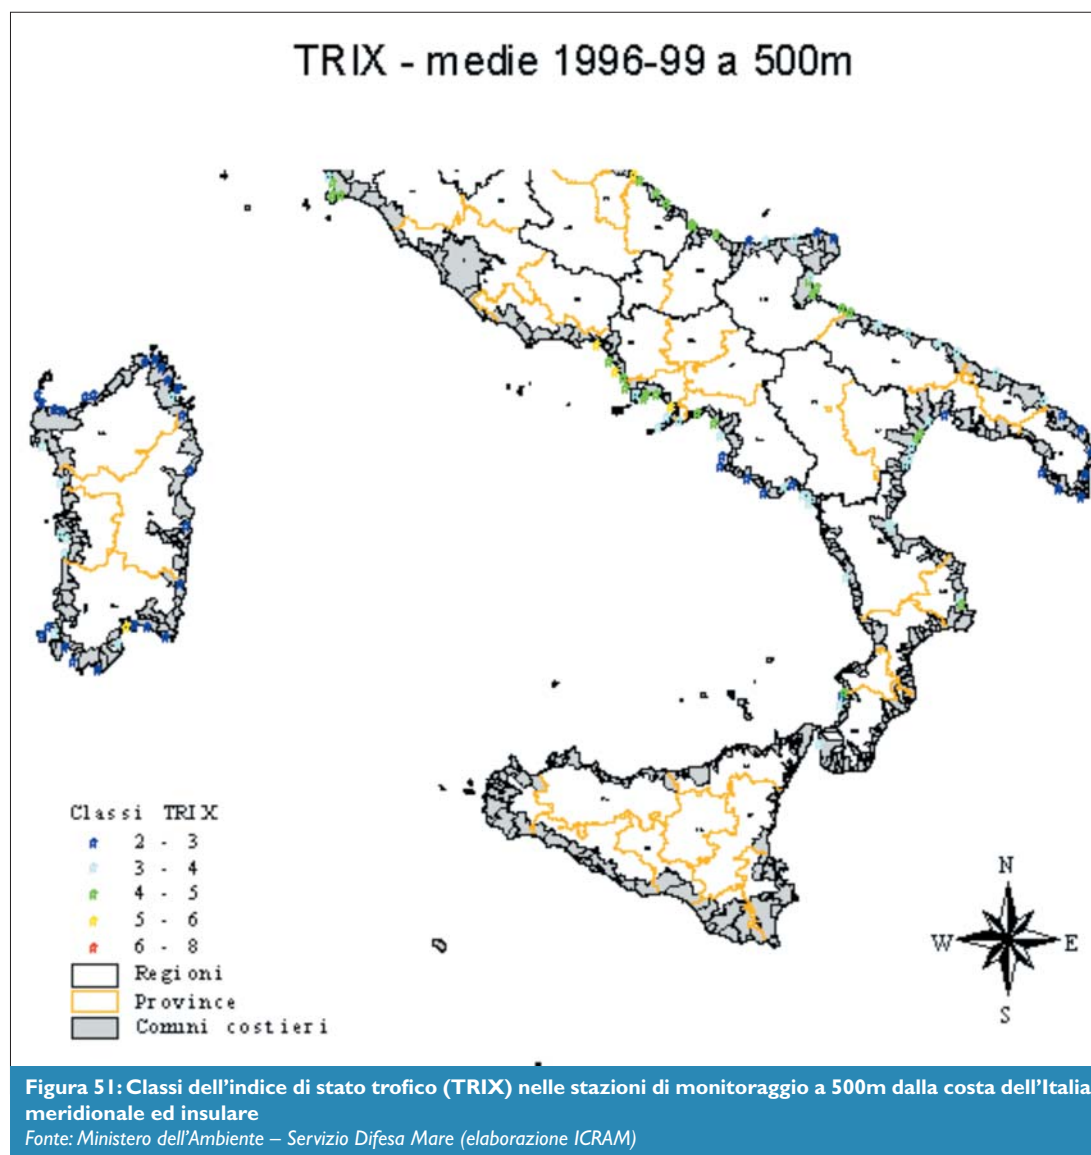 TRIX - medie 1996-99 a 500m
Classi TRIX
2 - 3
3 - 4
4 - 5
5 - 6
6 - 8
Regioni
Province
Comuni costieri
N
W E
S
Figura 51: Classi dell'indice di stato trofico (TRIX) nelle stazioni di monitoraggio a 500m dalla costa dell'Italia
meridionale ed insulare
Fonte: Ministero dell'Ambiente – Servizio Difesa Mare (elaborazione ICRAM)